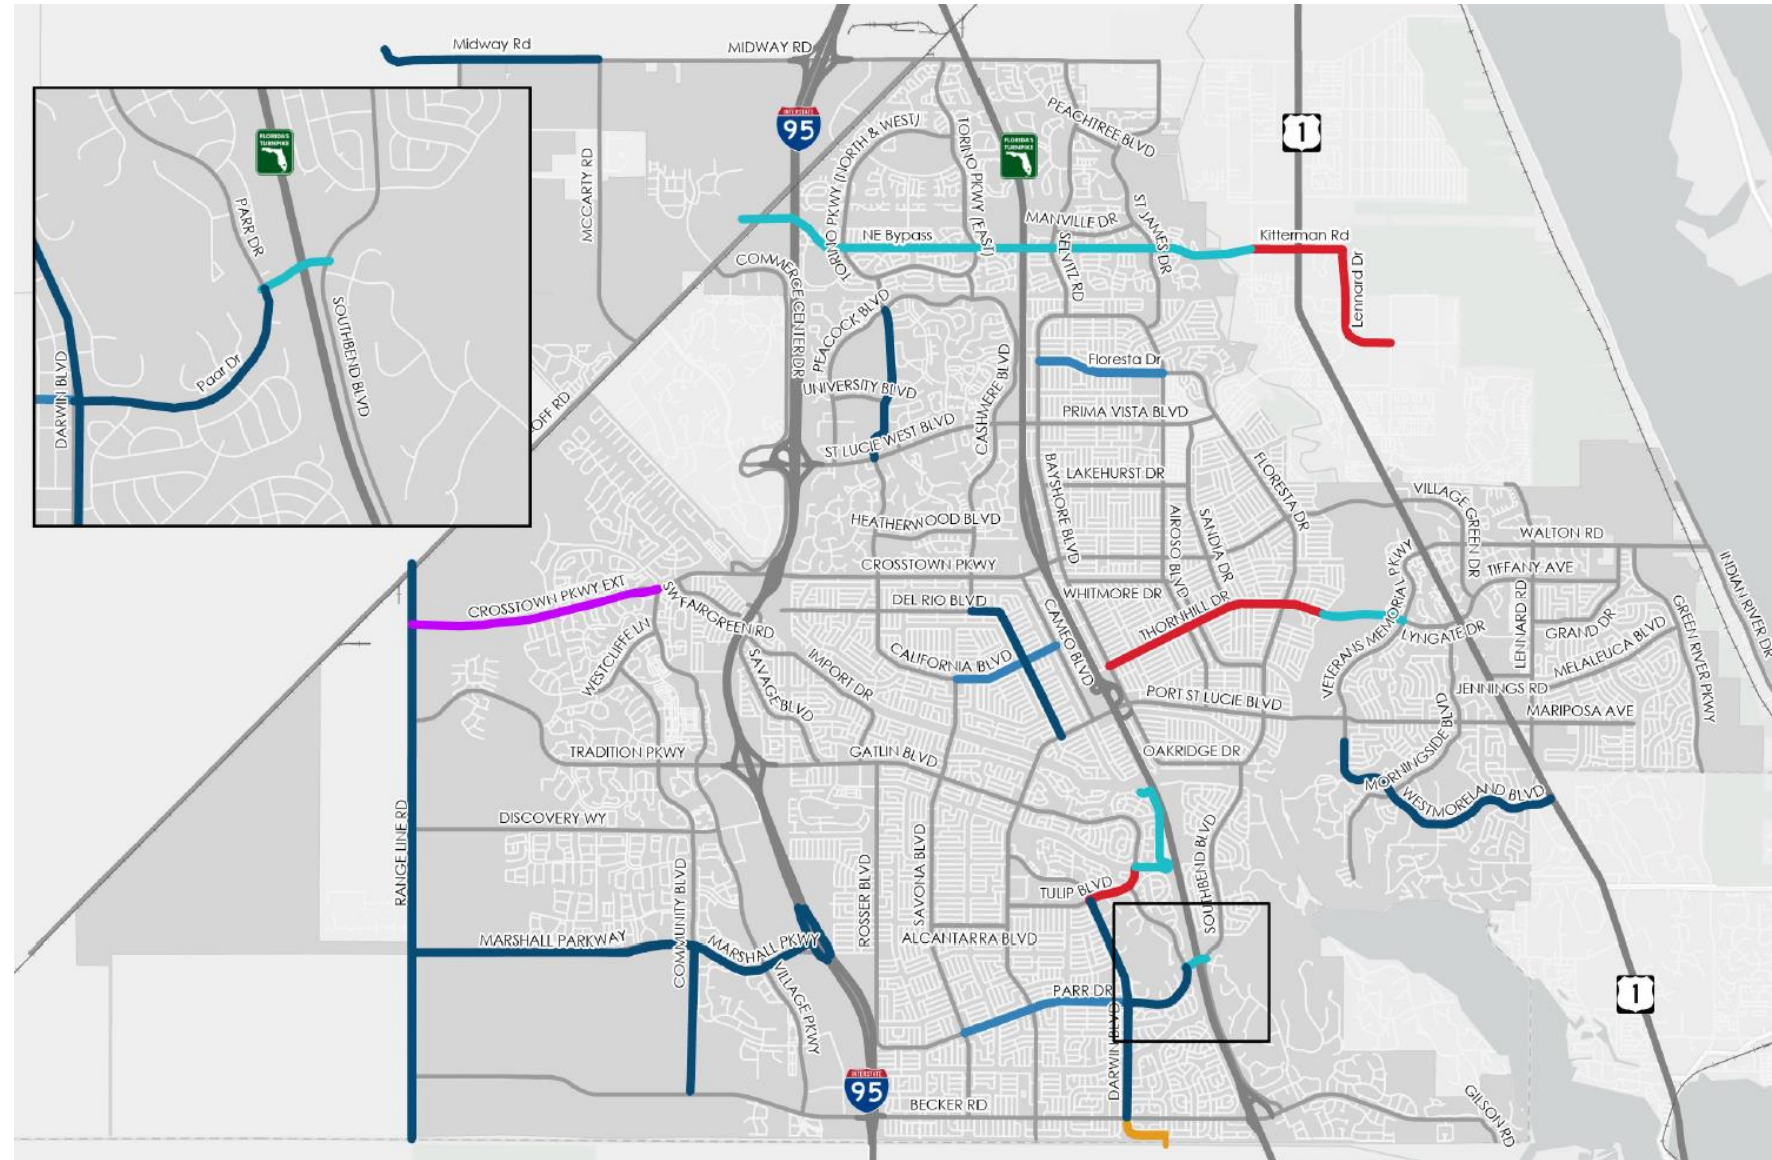 Midway Rd
MIDWAY RD
INTERSTATE
95
FLORIDA'S
TURNPIKE
1
PEACHTREE BLVD
TORINO PKWY (NORTH & WEST)
TORINO PKWY (EAST)
MCCARTY RD
FLORIDA'S
TURNPIKE
PARR DR
SOUTHBEND BLVD
DARWIN BLVD
Paar Dr
MANVILLE DR
ST JAMES DR
SELVITZ RD
NE Bypass
Kitterman Rd
Lennard Dr
COMMERCE CENTER DR
PEACOCK BLVD
UNIVERSITY BLVD
CASHMERE BLVD
Floresta Dr
PRIMA VISTA BLVD
OFF RD
ST LUCIE WEST BLVD
BAYSHORE BLVD
LAKEHURST DR
FLORESTA DR
VILLAGE GREEN DR
HEATHERWOOD BLVD
AIROSO BLVD
SANDIA DR
WALTON RD
INDIAN RIVER DR
CROSSTOWN PKWY
TIFFANY AVE
CROSSTOWN PKWY EXT
SW FAIRGREEN RD
DEL RIO BLVD
CAMEO BLVD
WHITMORE DR
THORNHILL DR
VETERANS MEMORIAL PKWY
LYNGATE DR
LENNARD RD
GRAND DR
MELALEUCA BLVD
GREEN RIVER PKWY
WESTCLIFFE LN
SAVAGE BLVD
IMPORT DR
CALIFORNIA BLVD
PORT ST LUCIE BLVD
JENNINGS RD
MARIPOSA AVE
TRADITION PKWY
GATLIN BLVD
OAKRIDGE DR
MORNINGSIDE BLVD
WESTMORELAND BLVD
RANGE LINE RD
DISCOVERY WY
COMMUNITY BLVD
ROSSER BLVD
SAVONA BLVD
TULIP BLVD
SOUTHBEND BLVD
MARSHALL PARKWAY
MARSHALL PKWY
VILLAGE PKWY
ALCANTARRA BLVD
PARR DR
DARWIN BLVD
1
INTERSTATE
95
BECKER RD
GILSON RD